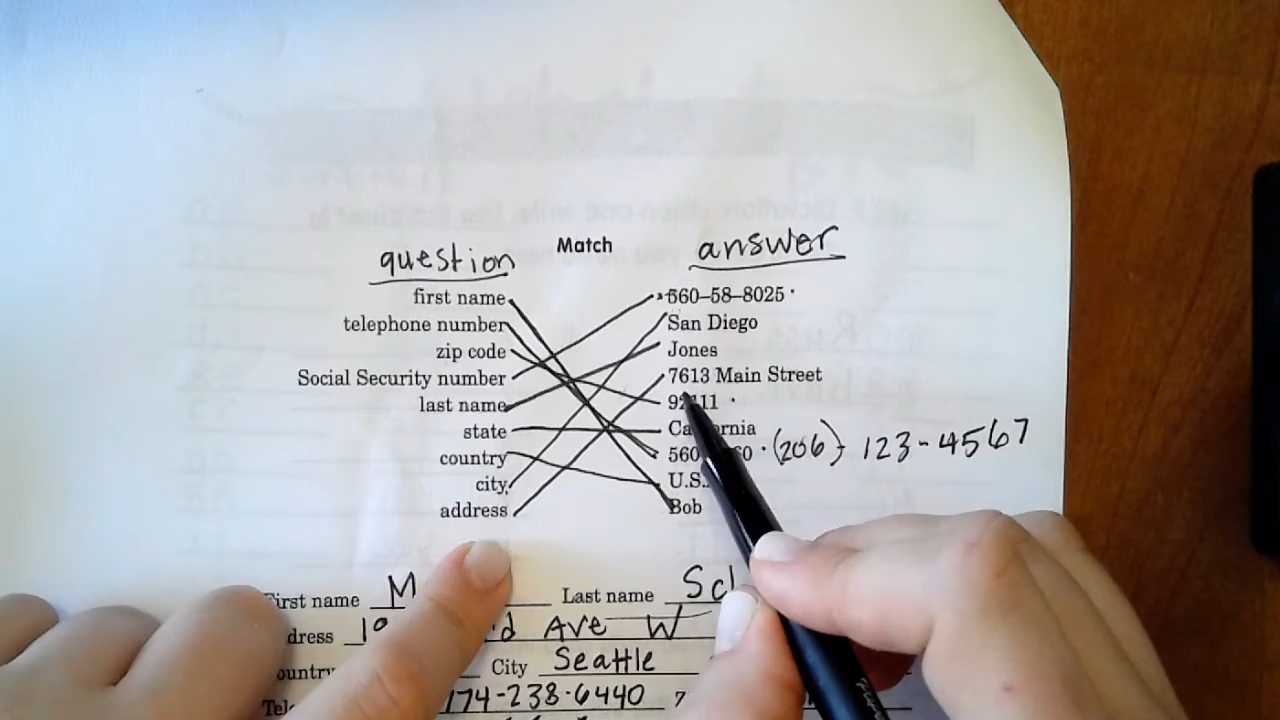 Match
question answer
first name 560–58–8025
telephone number San Diego
zip code Jones
Social Security number 7613 Main Street
last name
state
country (206) - 123-4567
city
address Bob
First name Last name
Ave W
City Seattle
74-238-6440